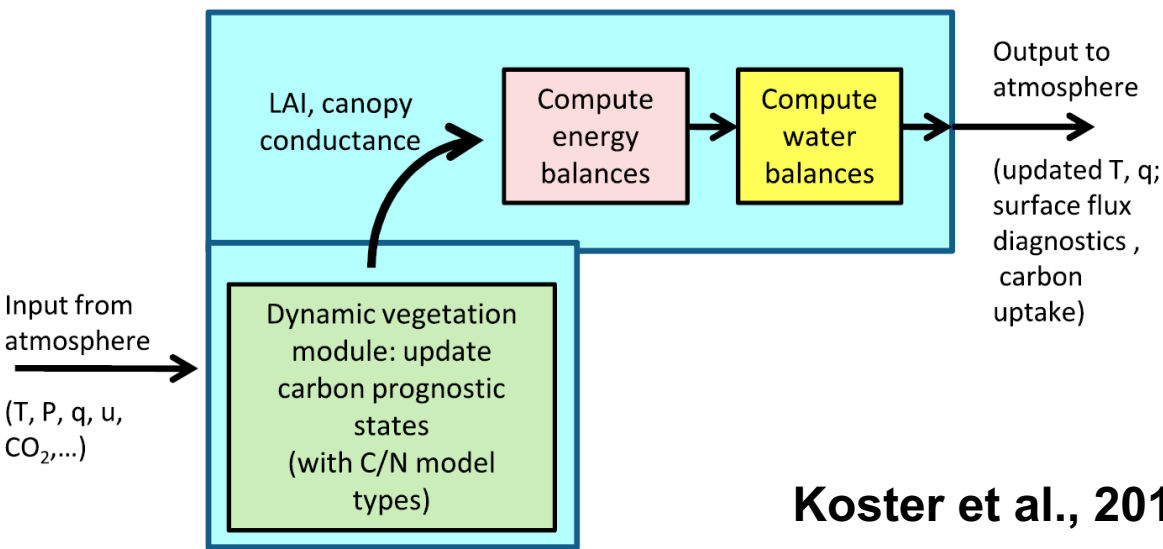 Input from
atmosphere
(T, P, q, u,
CO₂,...)
Dynamic vegetation
module: update
carbon prognostic
states
(with C/N model
types)
LAI, canopy
conductance
Compute
energy
balances
Compute
water
balances
Output to
atmosphere
(updated T, q;
surface flux
diagnostics ,
carbon
uptake)
Koster et al., 201